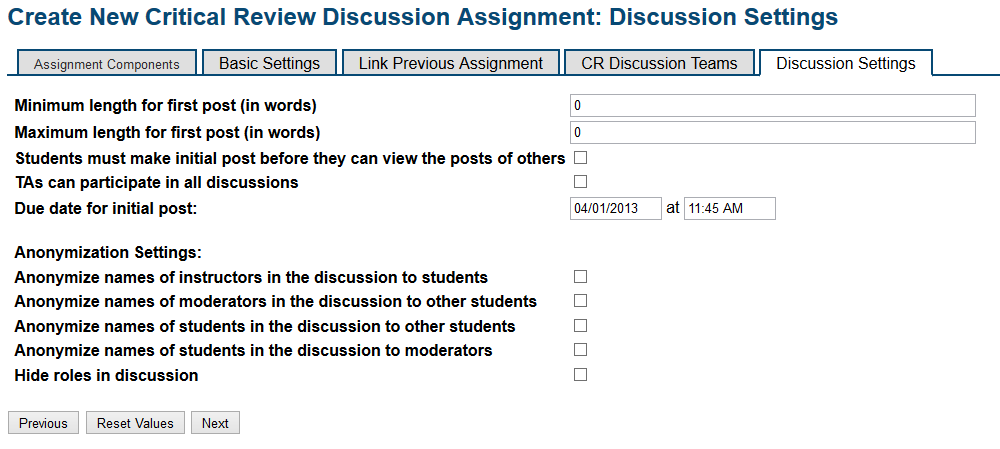 Create New Critical Review Discussion Assignment: Discussion Settings
Assignment Components Basic Settings Link Previous Assignment CR Discussion Teams Discussion Settings
Minimum length for first post (in words) 0
Maximum length for first post (in words) 0
Students must make initial post before they can view the posts of others
TAs can participate in all discussions
Due date for initial post: 04/01/2013 at 11:45 AM
Anonymization Settings:
Anonymize names of instructors in the discussion to students
Anonymize names of moderators in the discussion to other students
Anonymize names of students in the discussion to other students
Anonymize names of students in the discussion to moderators
Hide roles in discussion
Previous Reset Values Next